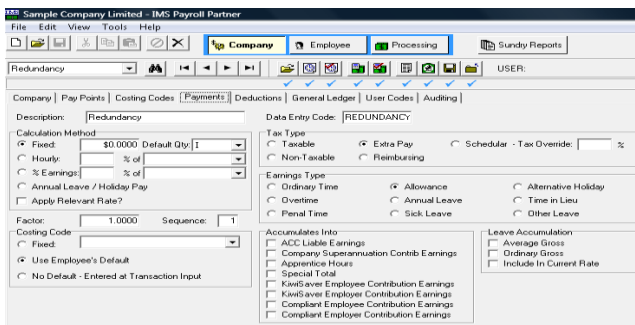 Sample Company Limited - IMS Payroll Partner
File Edit View Tools Help
Company Employee Processing Sundry Reports
Redundancy USER:
Company Pay Points Costing Codes Payments Deductions General Ledger User Codes Auditing
Description: Redundancy Data Entry Code: REDUNDANCY
Calculation Method
Fixed: $0.0000 Default Qty: 1
Hourly: % of
% Earnings: % of
Annual Leave / Holiday Pay
Apply Relevant Rate?
Factor: 1.0000 Sequence: 1
Costing Code
Fixed:
Use Employee's Default
No Default - Entered at Transaction Input
Tax Type
Taxable Extra Pay Schedular - Tax Override: %
Non-Taxable Reimbursing
Earnings Type
Ordinary Time Allowance Alternative Holiday
Overtime Annual Leave Time in Lieu
Penal Time Sick Leave Other Leave
Accumulates Into
ACC Liable Earnings
Company Superannuation Contrib Earnings
Apprentice Hours
Special Total
KiwiSaver Employee Contribution Earnings
KiwiSaver Employer Contribution Earnings
Compliant Employee Contribution Earnings
Compliant Employer Contribution Earnings
Leave Accumulation
Average Gross
Ordinary Gross
Include In Current Rate